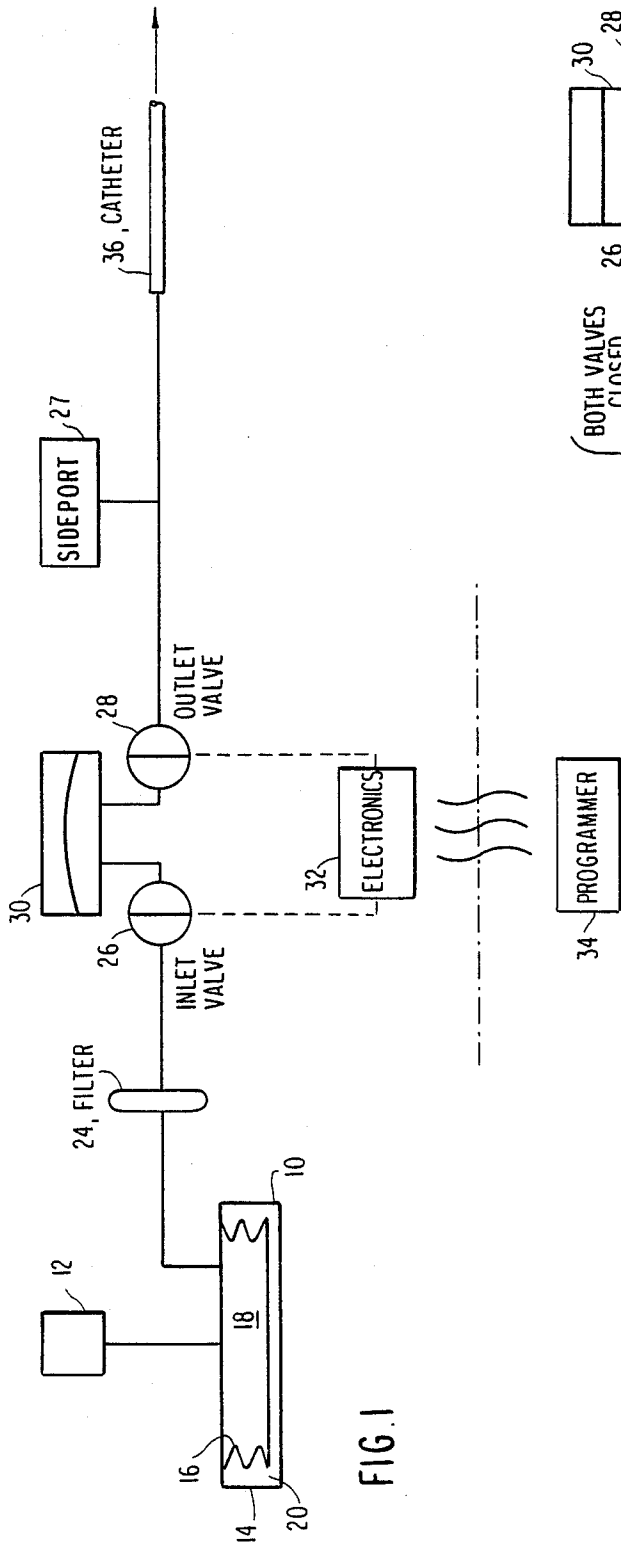 12
10
18
16
14
20
FIG. 1
24, FILTER
INLET
VALVE
26
30
28
OUTLET
VALVE
32
ELECTRONICS
34
PROGRAMMER
SIDEPORT
27
36, CATHETER
BOTH VALVES
CLOSED
26
30
28